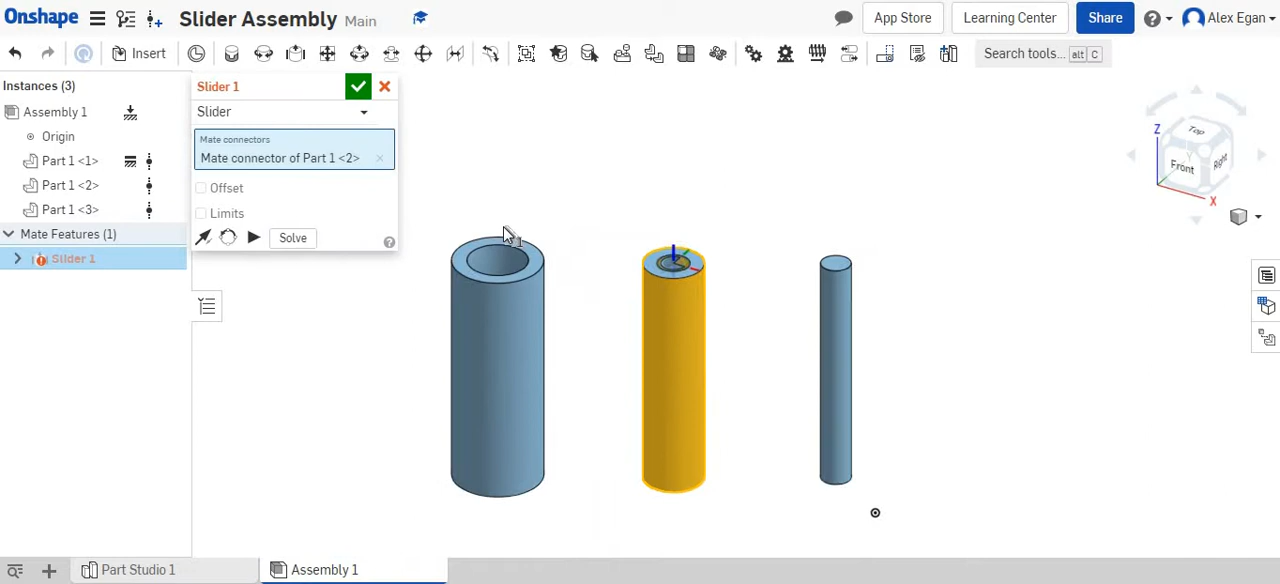 Onshape Slider Assembly Main App Store Learning Center Share Alex Egan
Insert Search tools... alt C
Instances (3)
Assembly 1
Origin
Part 1 <1>
Part 1 <2>
Part 1 <3>
Mate Features (1)
Slider 1
Slider 1
Slider
Mate connectors
Mate connector of Part 1 <2>
Offset
Limits
Solve
Top
Front
Right
Z
X
Part Studio 1
Assembly 1